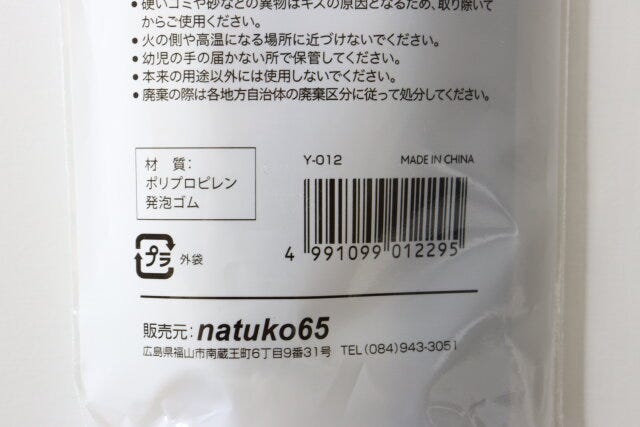 ●硬いゴミや砂などの異物はキズの原因となるため、取り除いて
からご使用ください。
●火の側や高温になる場所に近づけないでください。
●幼児の手の届かない所で保管してください。
●本来の用途以外には使用しないでください。
●廃棄の際は各地方自治体の廃棄区分に従って処分してください。
材 質：
ポリプロピレン
発泡ゴム
Y-012 MADE IN CHINA
4 991099 012295
プラ 外袋
販売元：natuko65
広島県福山市南蔵王町6丁目9番31号 TEL(084)943-3051